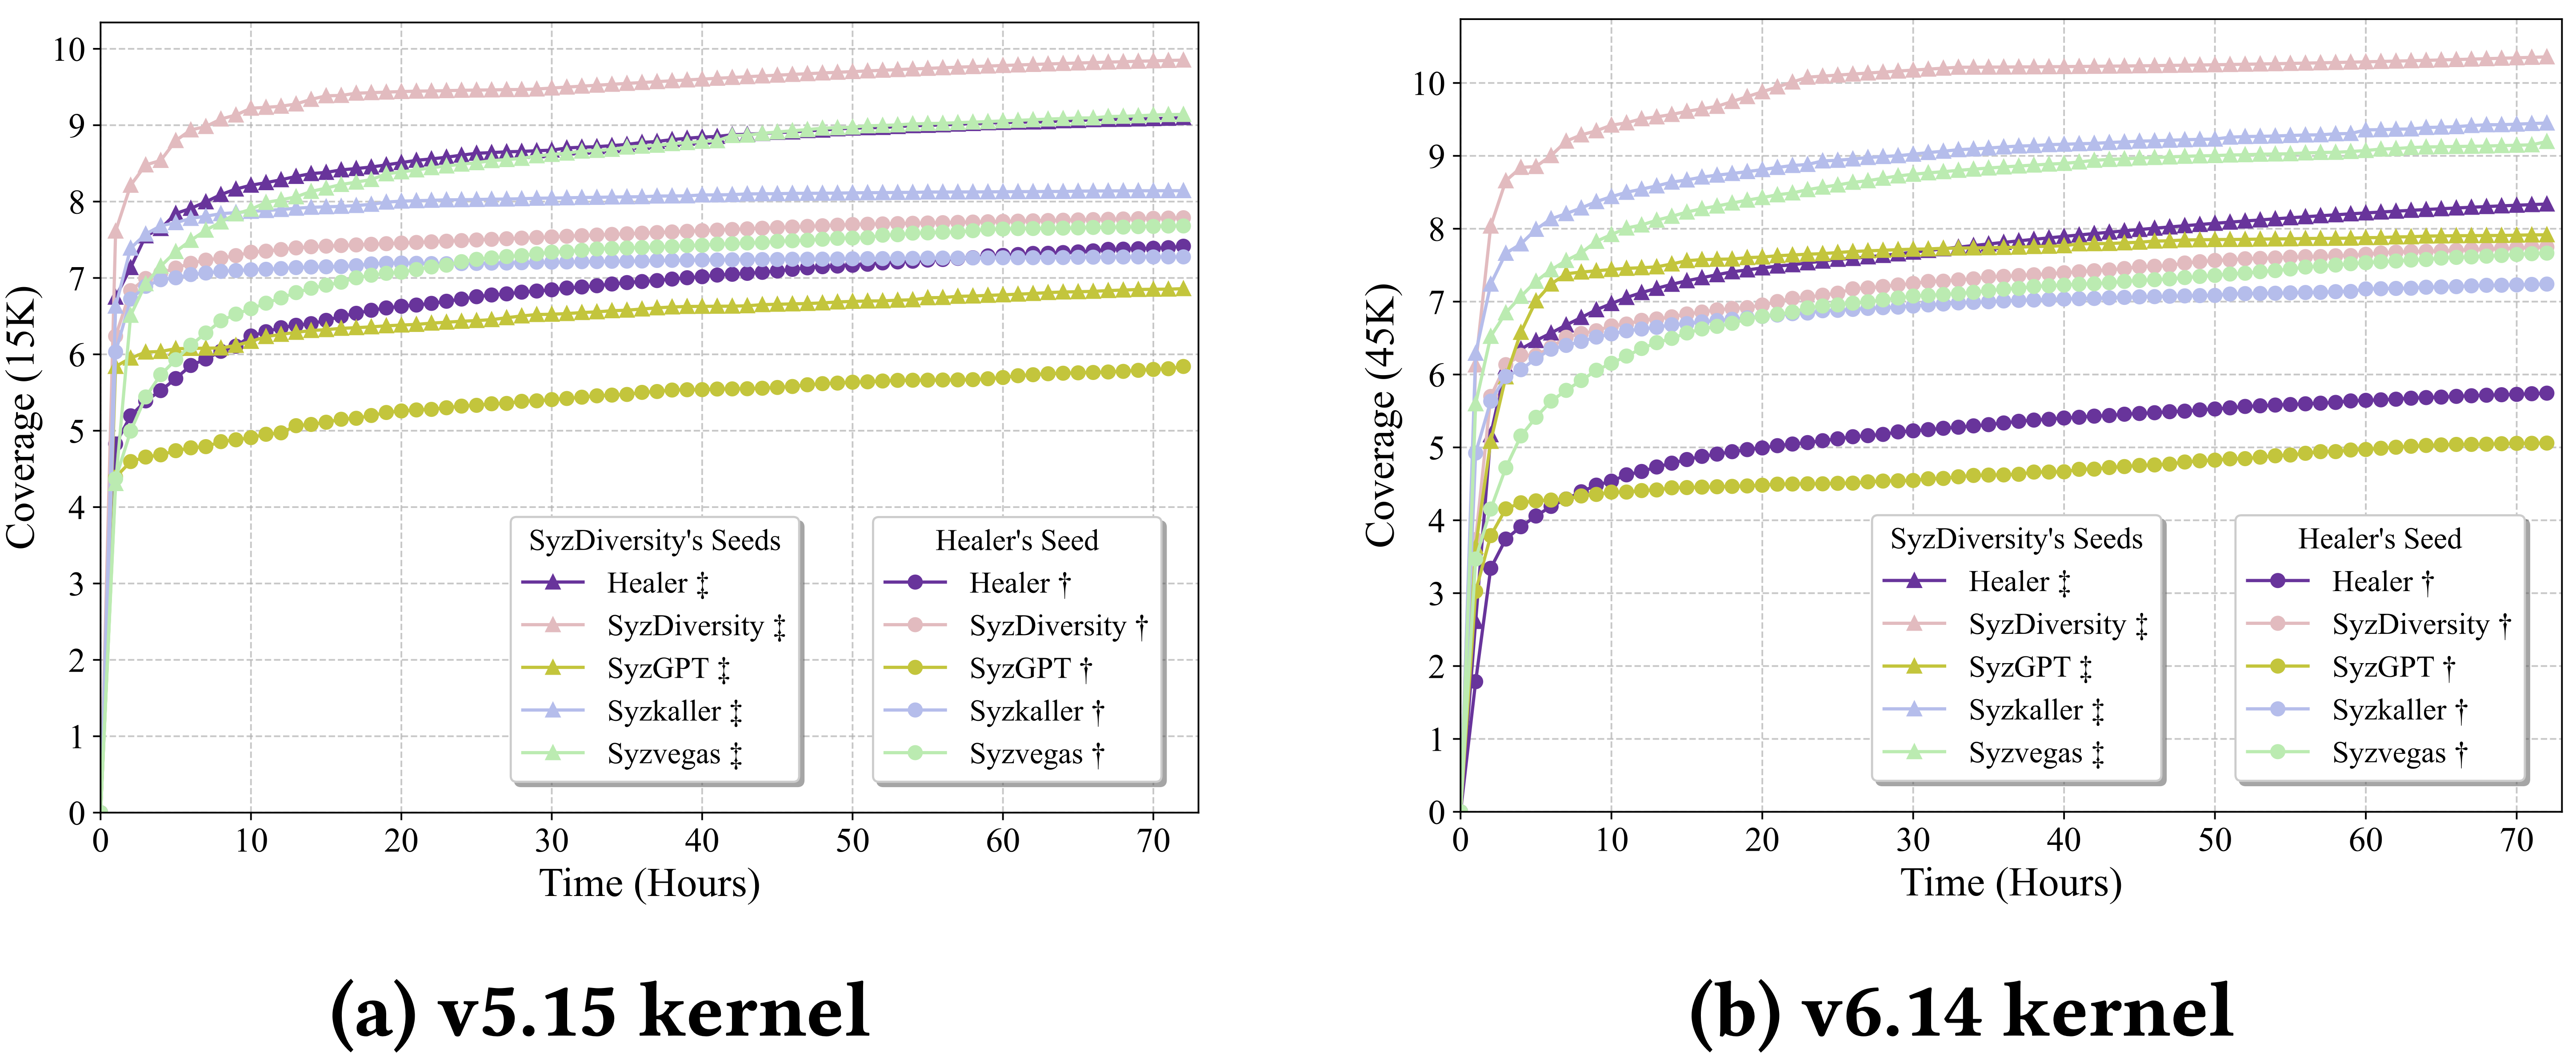 Coverage (15K)
10
9
8
7
6
5
4
3
2
1
0
0 10 20 30 40 50 60 70
Time (Hours)
SyzDiversity's Seeds
Healer ‡
SyzDiversity ‡
SyzGPT ‡
Syzkaller ‡
Syzvegas ‡
Healer's Seed
Healer †
SyzDiversity †
SyzGPT †
Syzkaller †
Syzvegas †
(a) v5.15 kernel
Coverage (45K)
10
9
8
7
6
5
4
3
2
1
0
0 10 20 30 40 50 60 70
Time (Hours)
SyzDiversity's Seeds
Healer ‡
SyzDiversity ‡
SyzGPT ‡
Syzkaller ‡
Syzvegas ‡
Healer's Seed
Healer †
SyzDiversity †
SyzGPT †
Syzkaller †
Syzvegas †
(b) v6.14 kernel